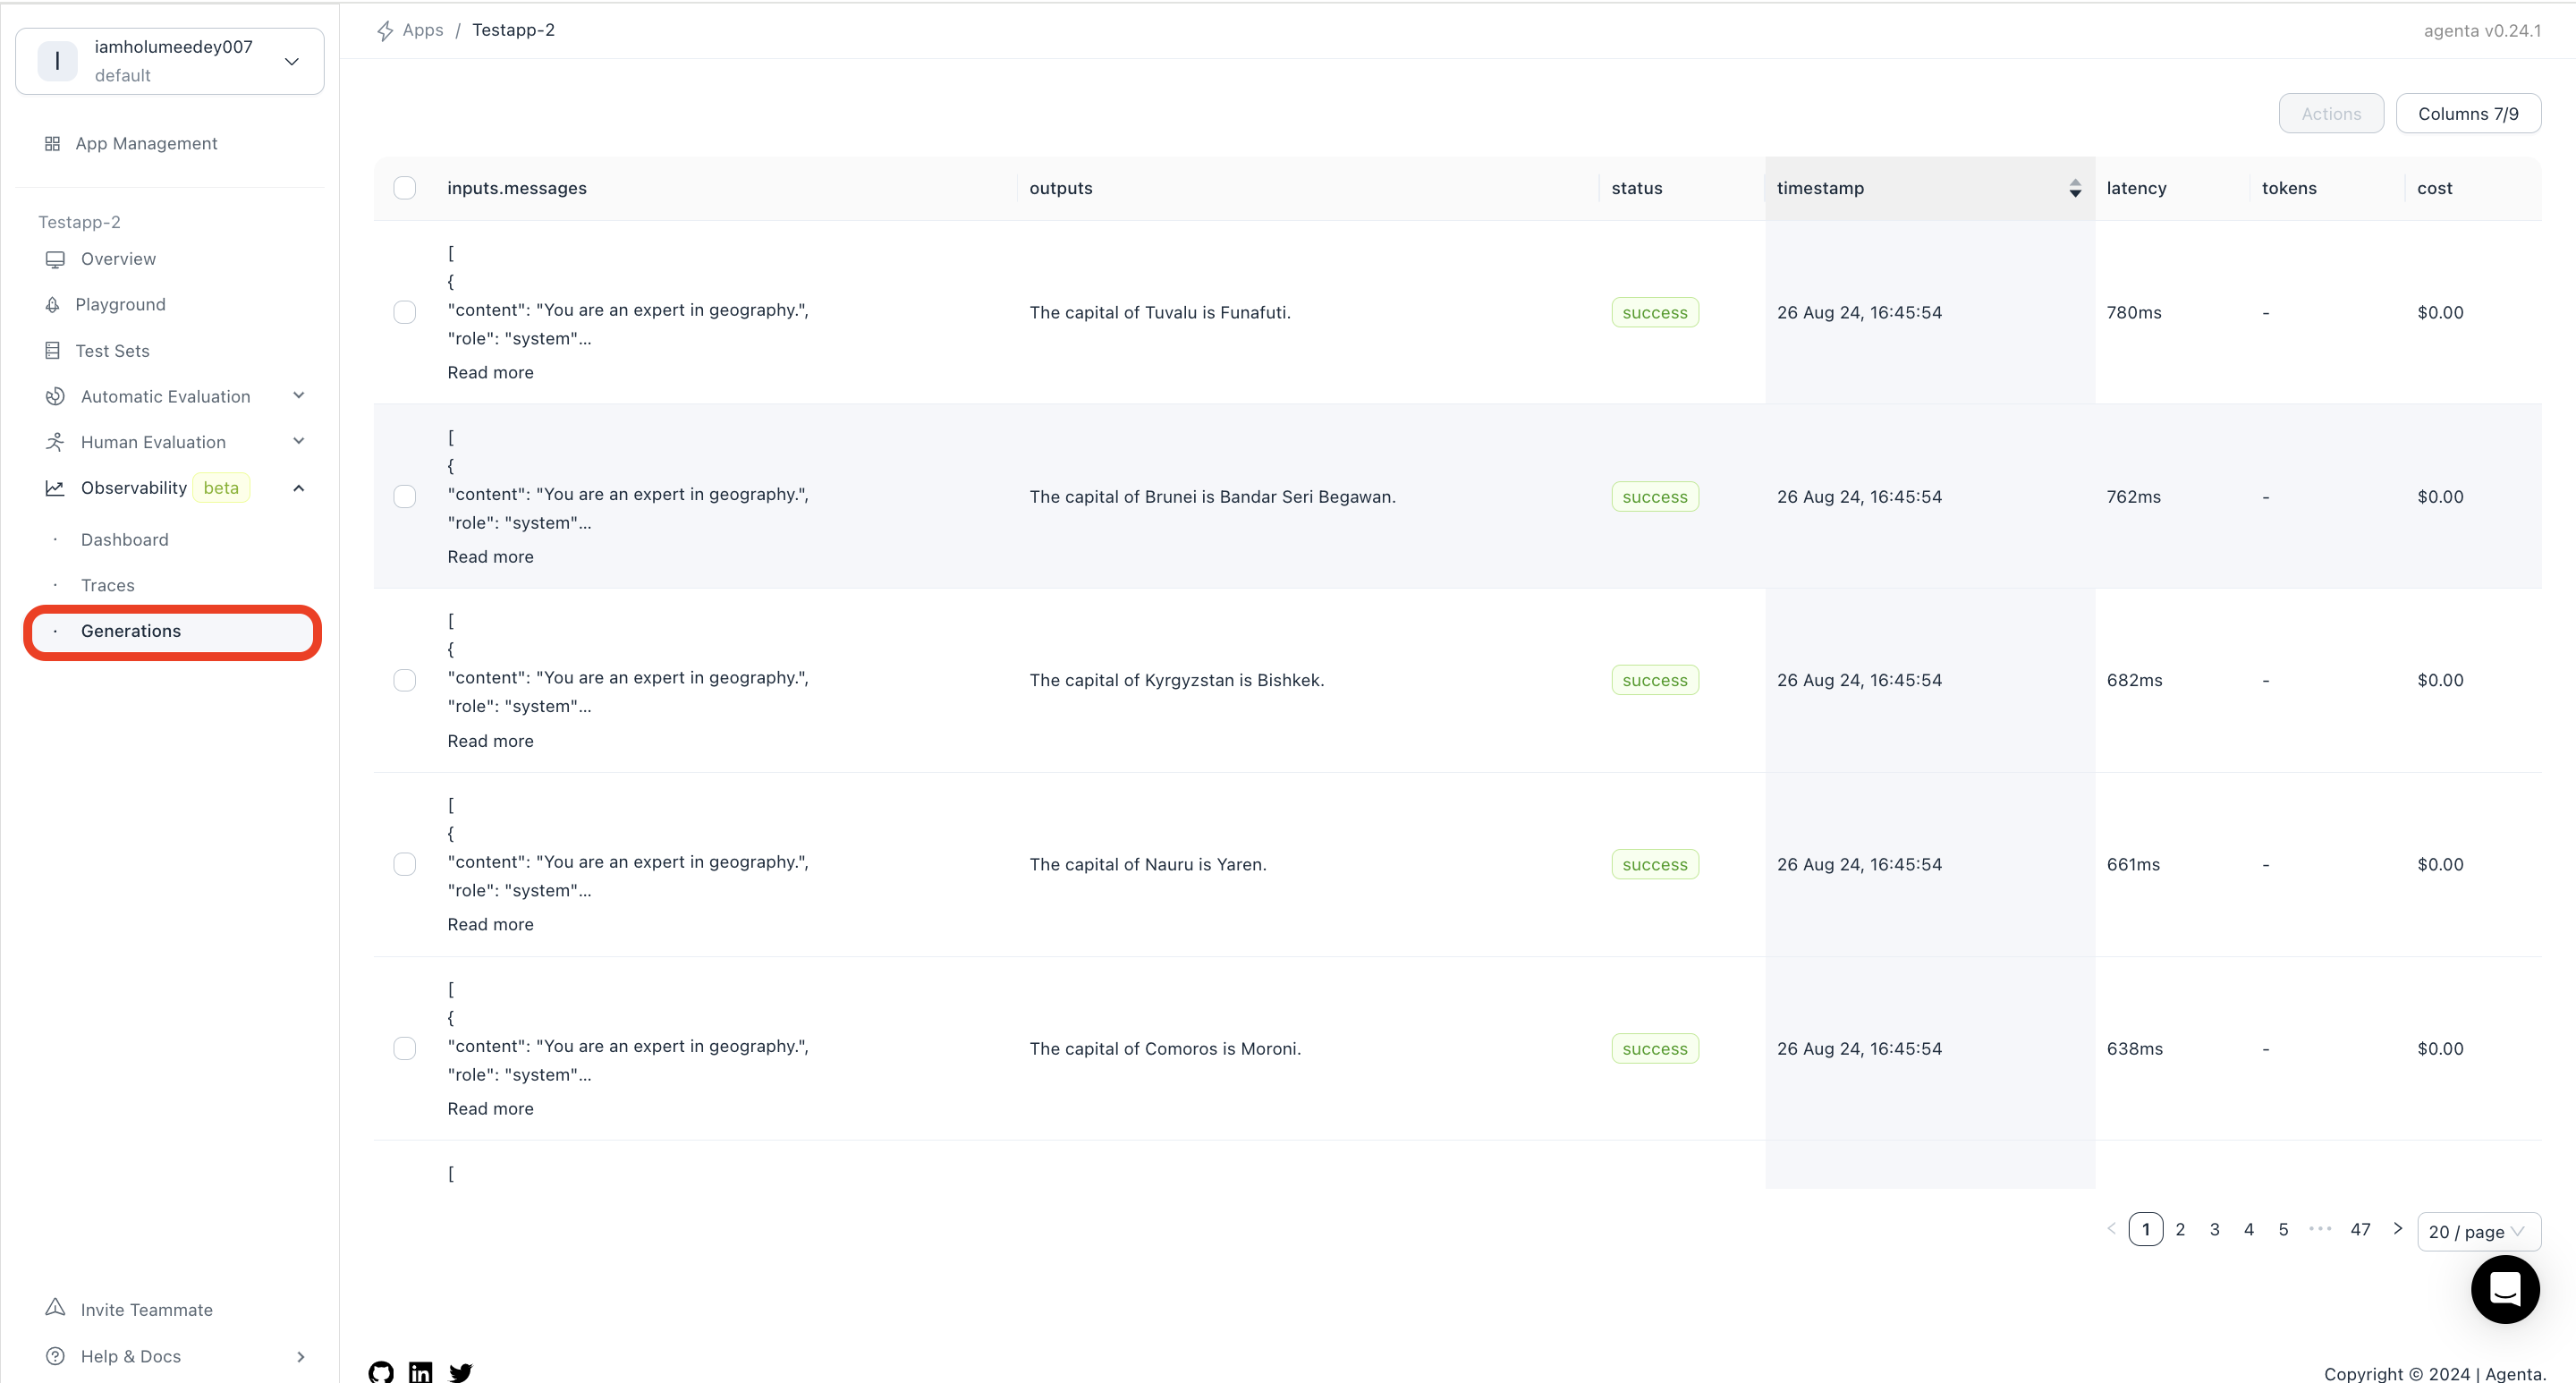 I
iamholumeedey007
default
App Management
Testapp-2
Overview
Playground
Test Sets
Automatic Evaluation
Human Evaluation
Observability beta
Dashboard
Traces
Generations
Invite Teammate
Help & Docs
Apps / Testapp-2
agenta v0.24.1
Actions
Columns 7/9
inputs.messages outputs status timestamp latency tokens cost
[
{
"content": "You are an expert in geography.",
"role": "system"...
Read more
The capital of Tuvalu is Funafuti. success 26 Aug 24, 16:45:54 780ms - $0.00
[
{
"content": "You are an expert in geography.",
"role": "system"...
Read more
The capital of Brunei is Bandar Seri Begawan. success 26 Aug 24, 16:45:54 762ms - $0.00
[
{
"content": "You are an expert in geography.",
"role": "system"...
Read more
The capital of Kyrgyzstan is Bishkek. success 26 Aug 24, 16:45:54 682ms - $0.00
[
{
"content": "You are an expert in geography.",
"role": "system"...
Read more
The capital of Nauru is Yaren. success 26 Aug 24, 16:45:54 661ms - $0.00
[
{
"content": "You are an expert in geography.",
"role": "system"...
Read more
The capital of Comoros is Moroni. success 26 Aug 24, 16:45:54 638ms - $0.00
[
< 1 2 3 4 5 ••• 47 > 20 / page
in
Copyright © 2024 | Agenta.